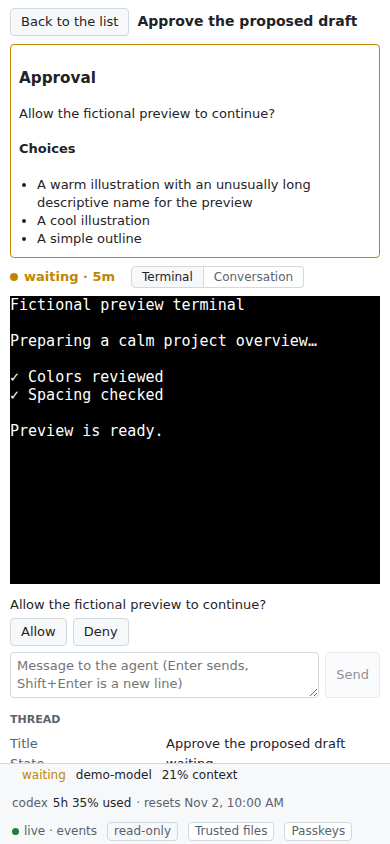 Back to the list
Approve the proposed draft
Approval
Allow the fictional preview to continue?
Choices
• A warm illustration with an unusually long
descriptive name for the preview
• A cool illustration
• A simple outline
waiting · 5m
Terminal
Conversation
Fictional preview terminal
Preparing a calm project overview…
✓ Colors reviewed
✓ Spacing checked
Preview is ready.
Allow the fictional preview to continue?
Allow
Deny
Message to the agent (Enter sends,
Shift+Enter is a new line)
Send
THREAD
Title
Approve the proposed draft
waiting demo-model 21% context
codex 5h 35% used · resets Nov 2, 10:00 AM
live · events
read-only
Trusted files
Passkeys